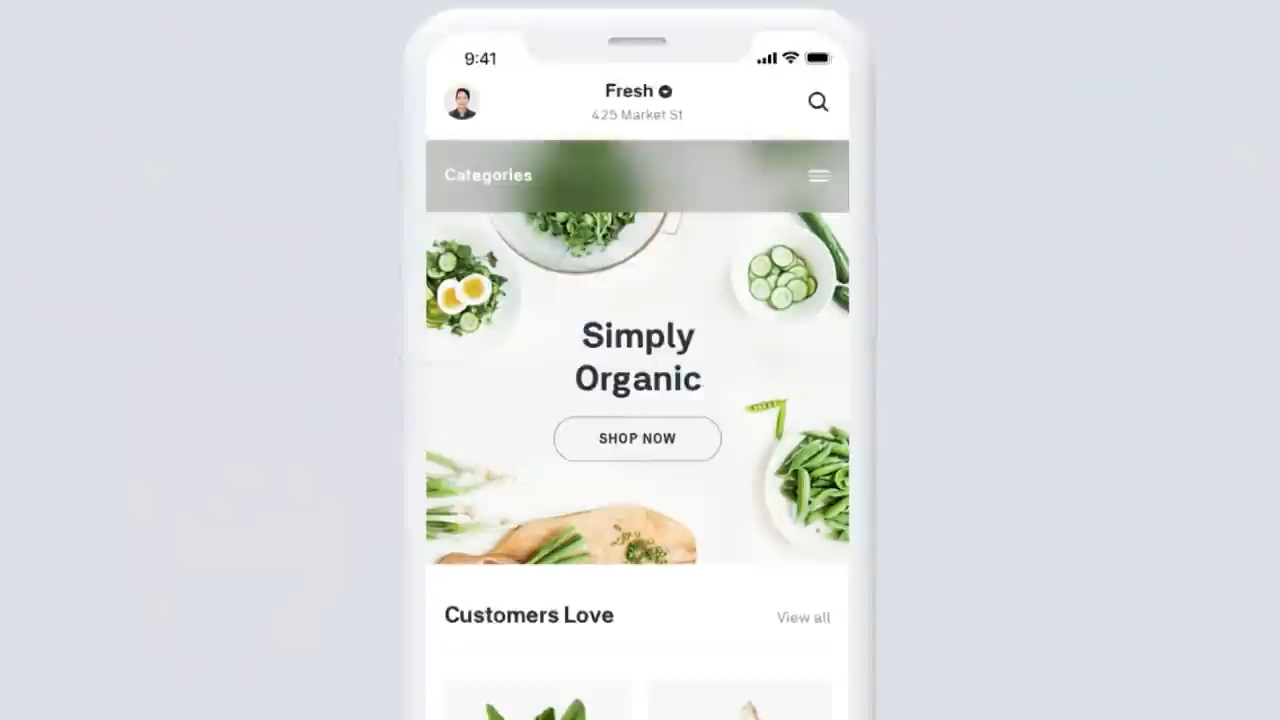 9:41
Fresh
425 Market St
Categories
Simply
Organic
SHOP NOW
Customers Love
View all